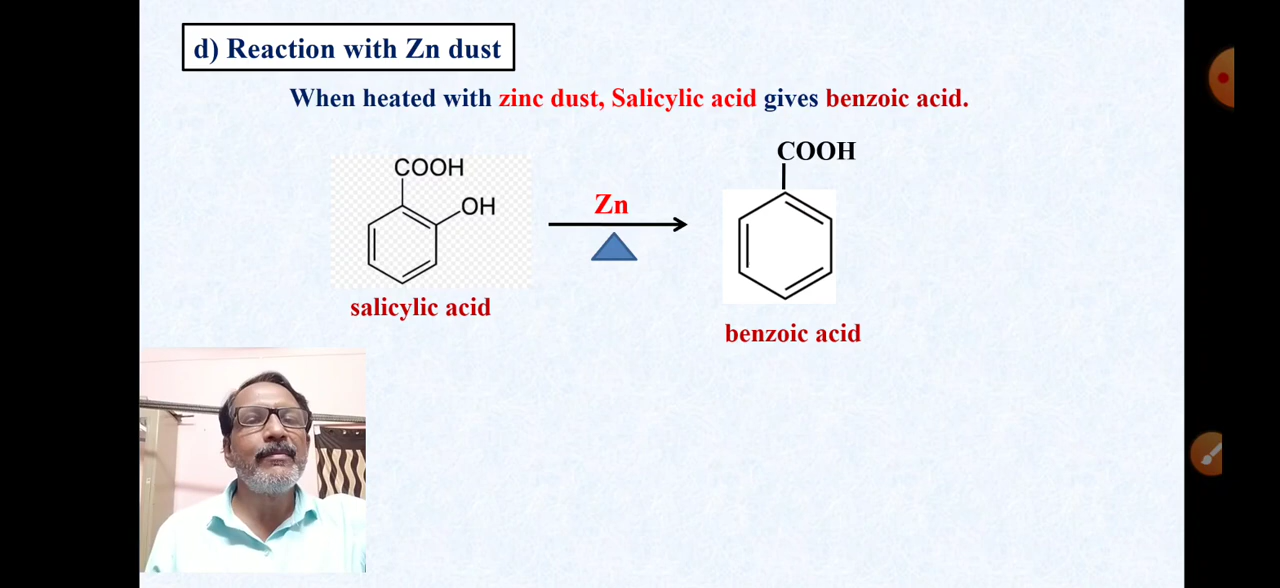 d) Reaction with Zn dust
When heated with zinc dust, Salicylic acid gives benzoic acid.
COOH
OH
salicylic acid
Zn
COOH
benzoic acid